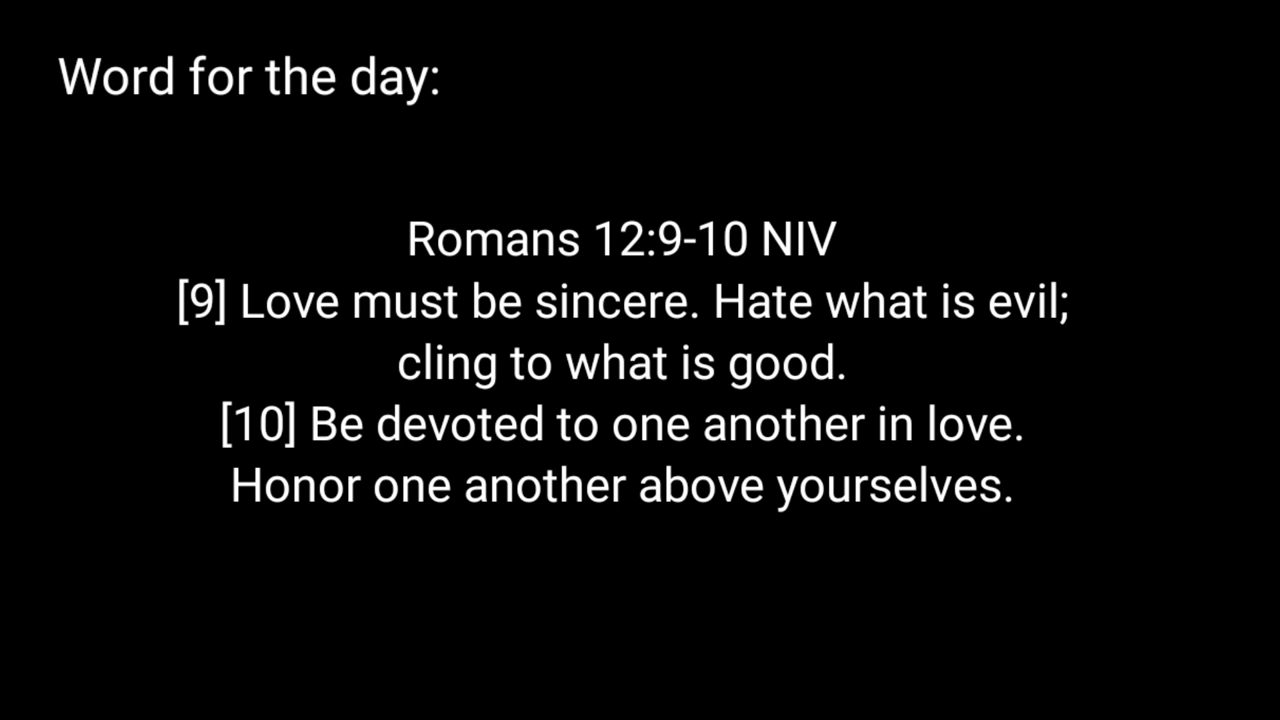 Word for the day:
Romans 12:9-10 NIV
[9] Love must be sincere. Hate what is evil;
cling to what is good.
[10] Be devoted to one another in love.
Honor one another above yourselves.